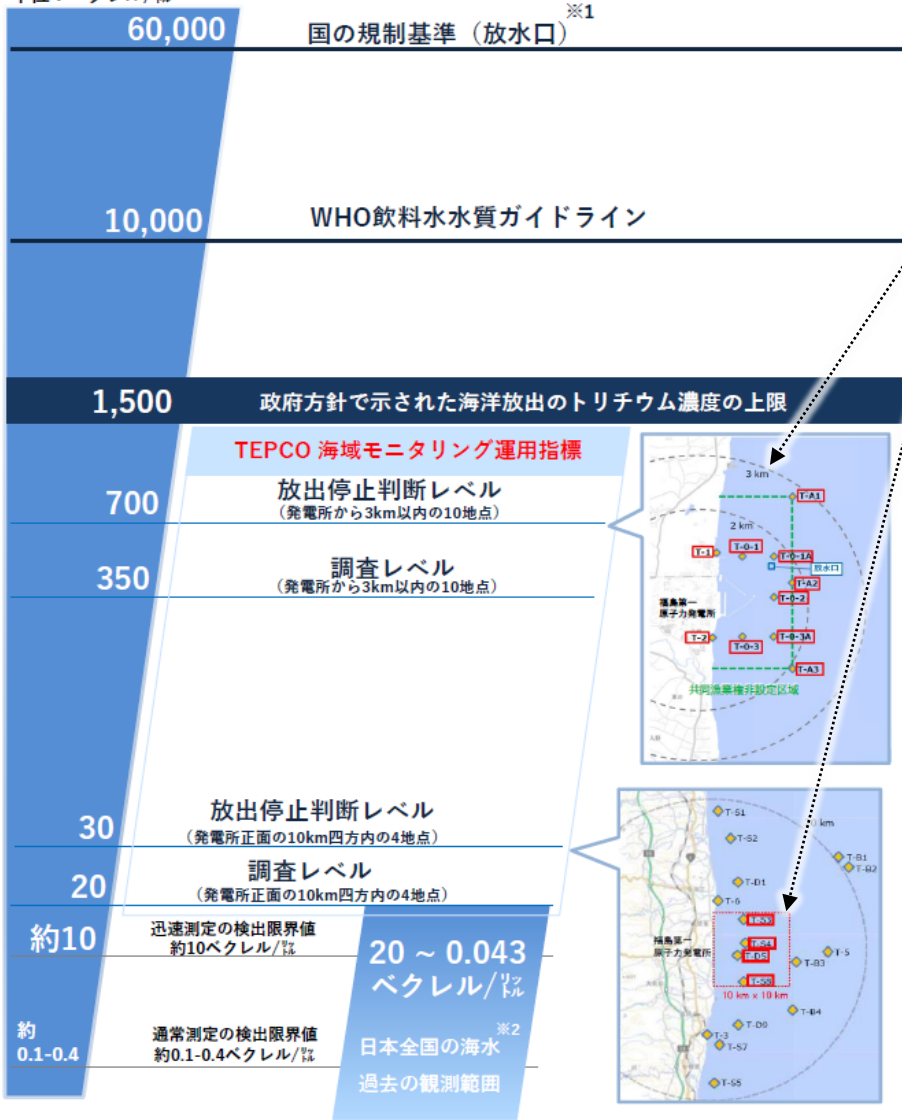 60,000
国の規制基準（放水口）※1
10,000
WHO飲料水水質ガイドライン
1,500
政府方針で示された海洋放出のトリチウム濃度の上限
TEPCO 海域モニタリング運用指標
700
放出停止判断レベル
（発電所から3km以内の10地点）
350
調査レベル
（発電所から3km以内の10地点）
3 km
T-A1
2 km
T-1
T-0-1
T-0-1A
放水口
T-A2
T-0-2
福島第一
原子力発電所
T-2
T-0-3
T-0-3A
T-A3
共同漁業権非設定区域
30
放出停止判断レベル
（発電所正面の10km四方内の4地点）
20
調査レベル
（発電所正面の10km四方内の4地点）
約10
迅速測定の検出限界値
約10ベクレル/㍑
20 ~ 0.043
ベクレル/㍑
約
0.1-0.4
通常測定の検出限界値
約0.1-0.4ベクレル/㍑
日本全国の海水※2
過去の観測範囲
T-S1
T-S2
T-B1
T-B2
T-D1
T-6
T-S3
T-S4
福島第一
原子力発電所
T-D5
T-5
T-B3
10 km x 10 km
T-B4
T-3
T-S7
T-S5